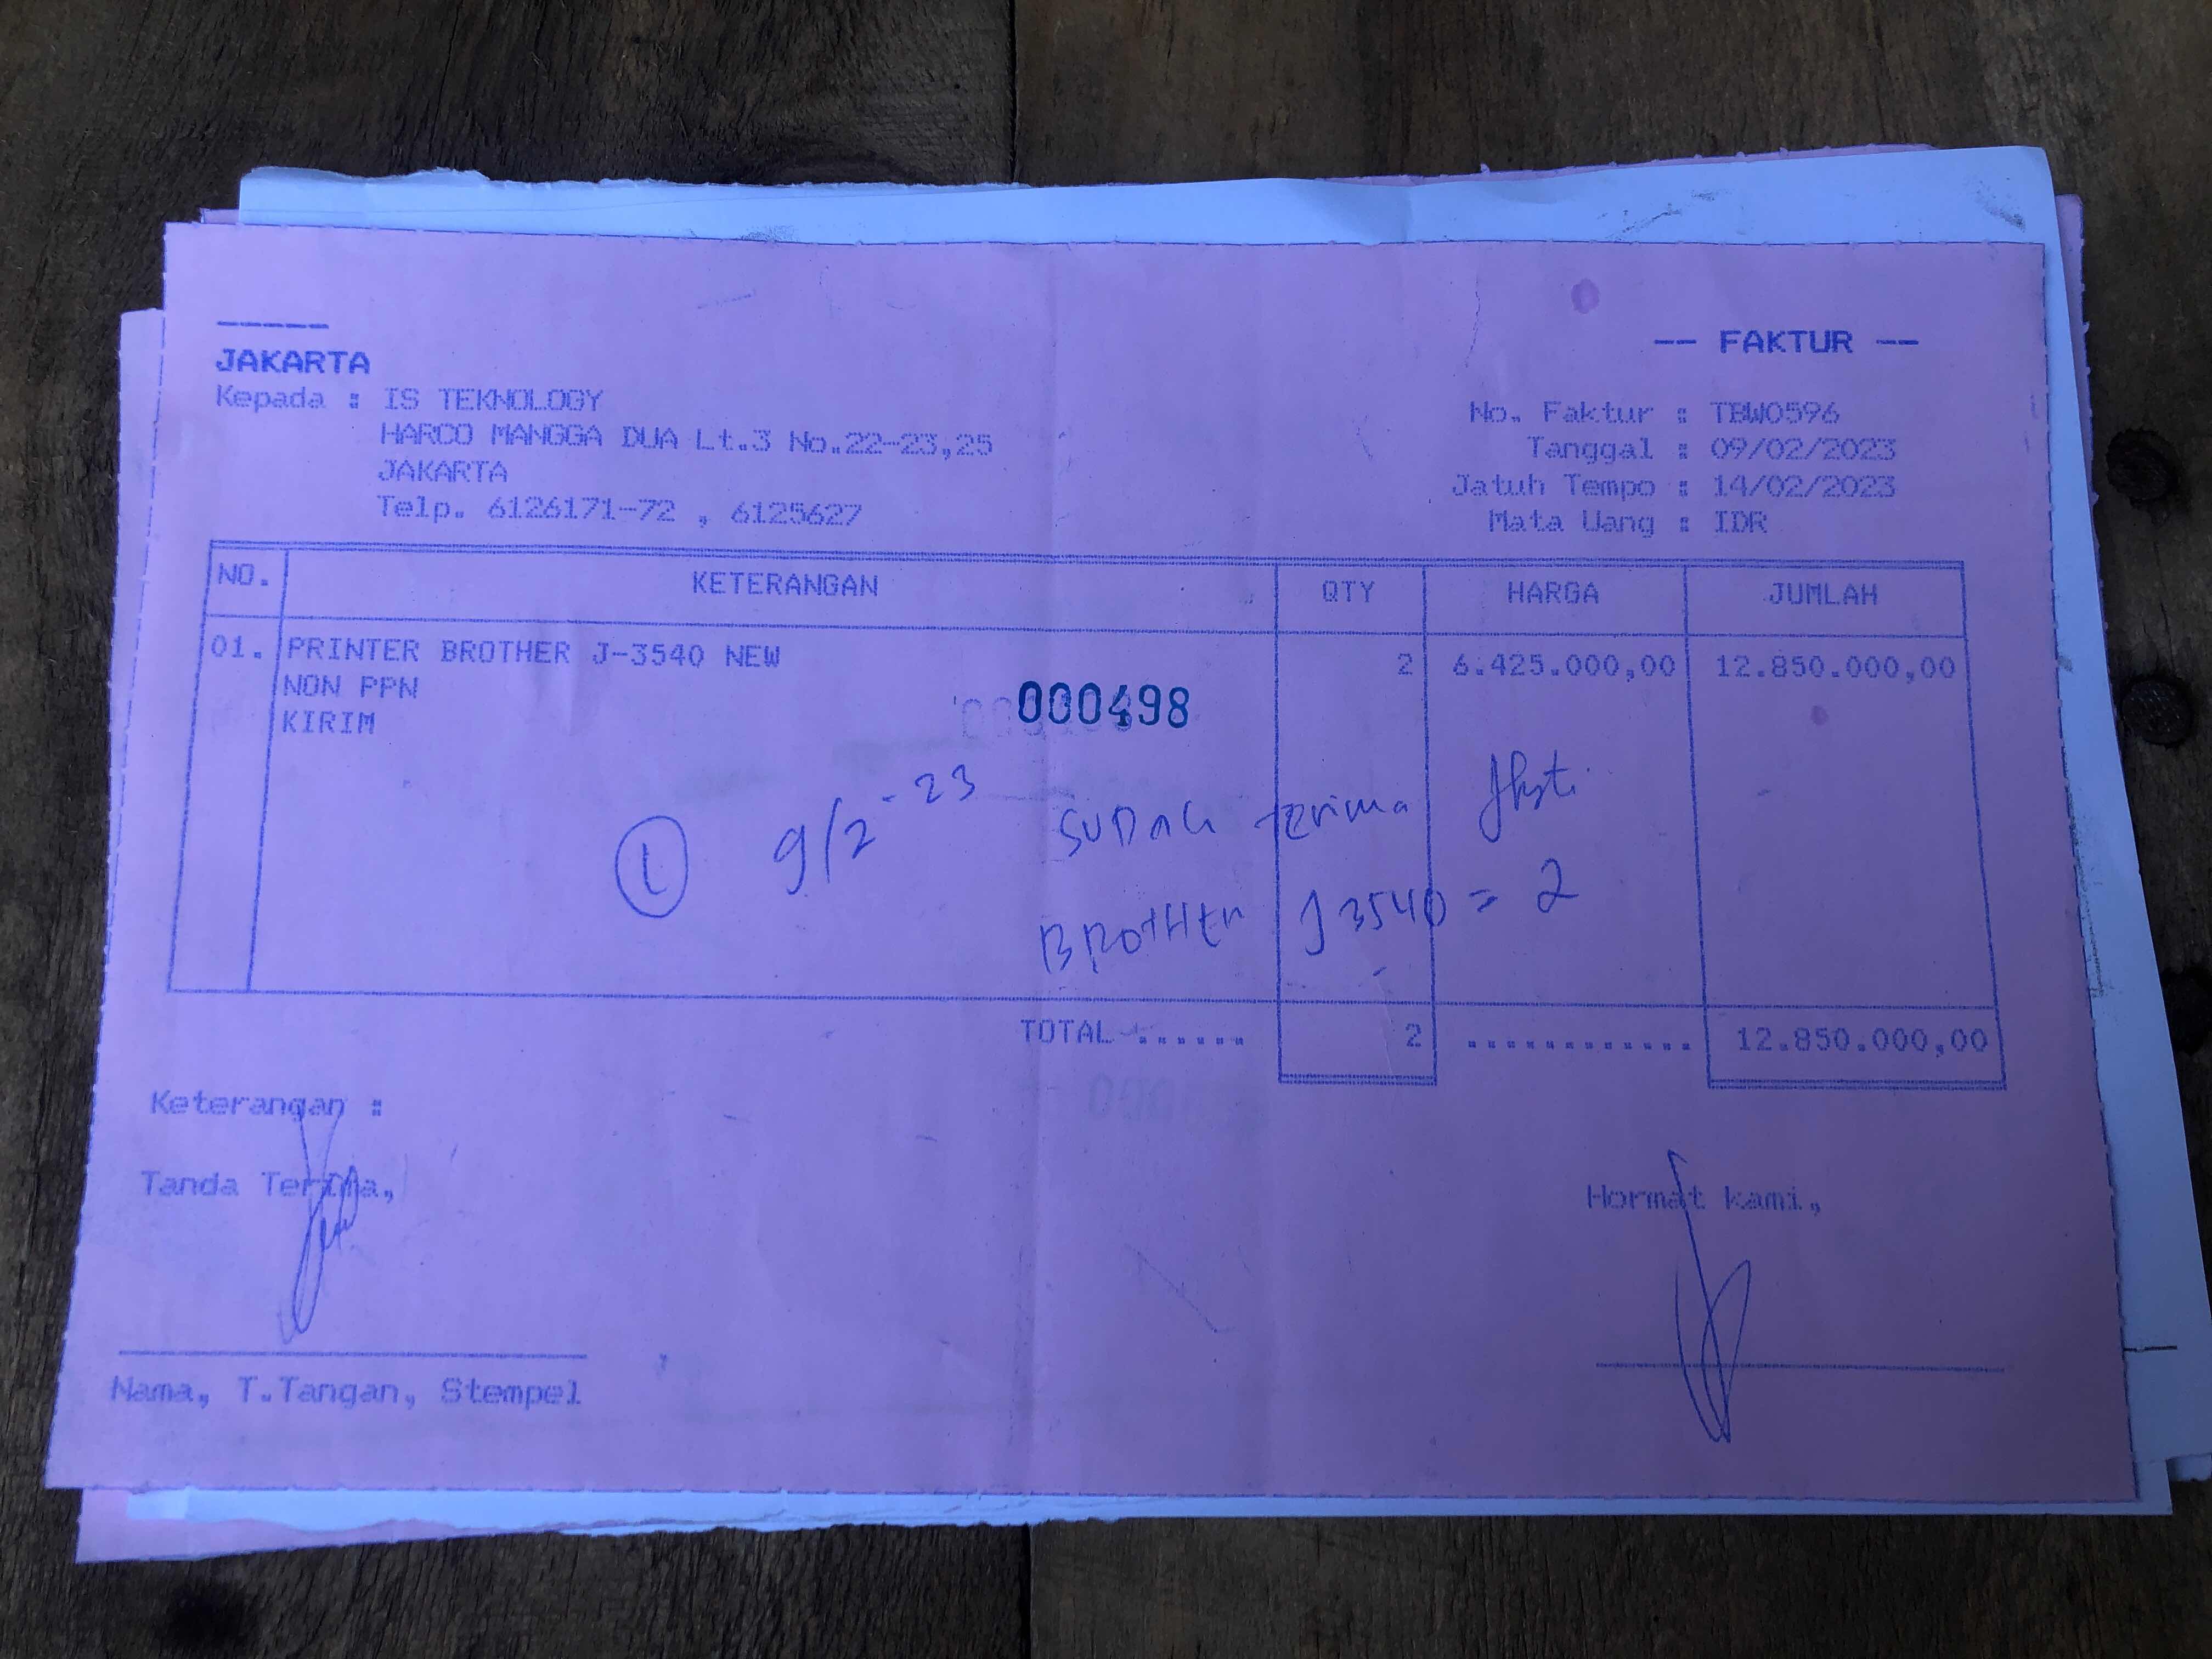 -----
JAKARTA
-- FAKTUR --
Kepada : IS TEKNOLOGY
HARCO MANGGA DUA Lt.3 No.22-23,25
JAKARTA
Telp. 6126171-72 , 6125627
No. Faktur : TBW0596
Tanggal : 09/02/2023
Jatuh Tempo : 14/02/2023
Mata Uang : IDR
NO. KETERANGAN QTY HARGA JUMLAH
01. PRINTER BROTHER J-3540 NEW 2 6.425.000,00 12.850.000,00
NON PPN
KIRIM
000498
1 9/2-23 SUDAH terima
BROTHER J3540 = 2
TOTAL :...... 2 ............ 12.850.000,00
Keterangan :
Tanda Terima,
Hormat kami,
Nama, T.Tangan, Stempel